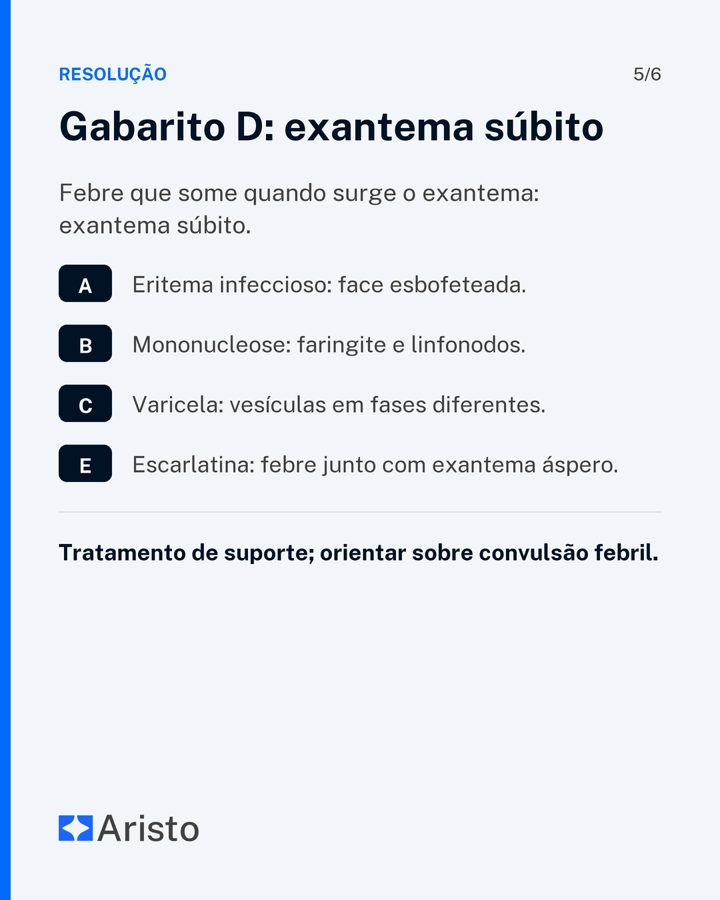 RESOLUÇÃO
5/6
Gabarito D: exantema súbito
Febre que some quando surge o exantema:
exantema súbito.
A Eritema infeccioso: face esbofeteada.
B Mononucleose: faringite e linfonodos.
C Varicela: vesículas em fases diferentes.
E Escarlatina: febre junto com exantema áspero.
Tratamento de suporte; orientar sobre convulsão febril.
Aristo